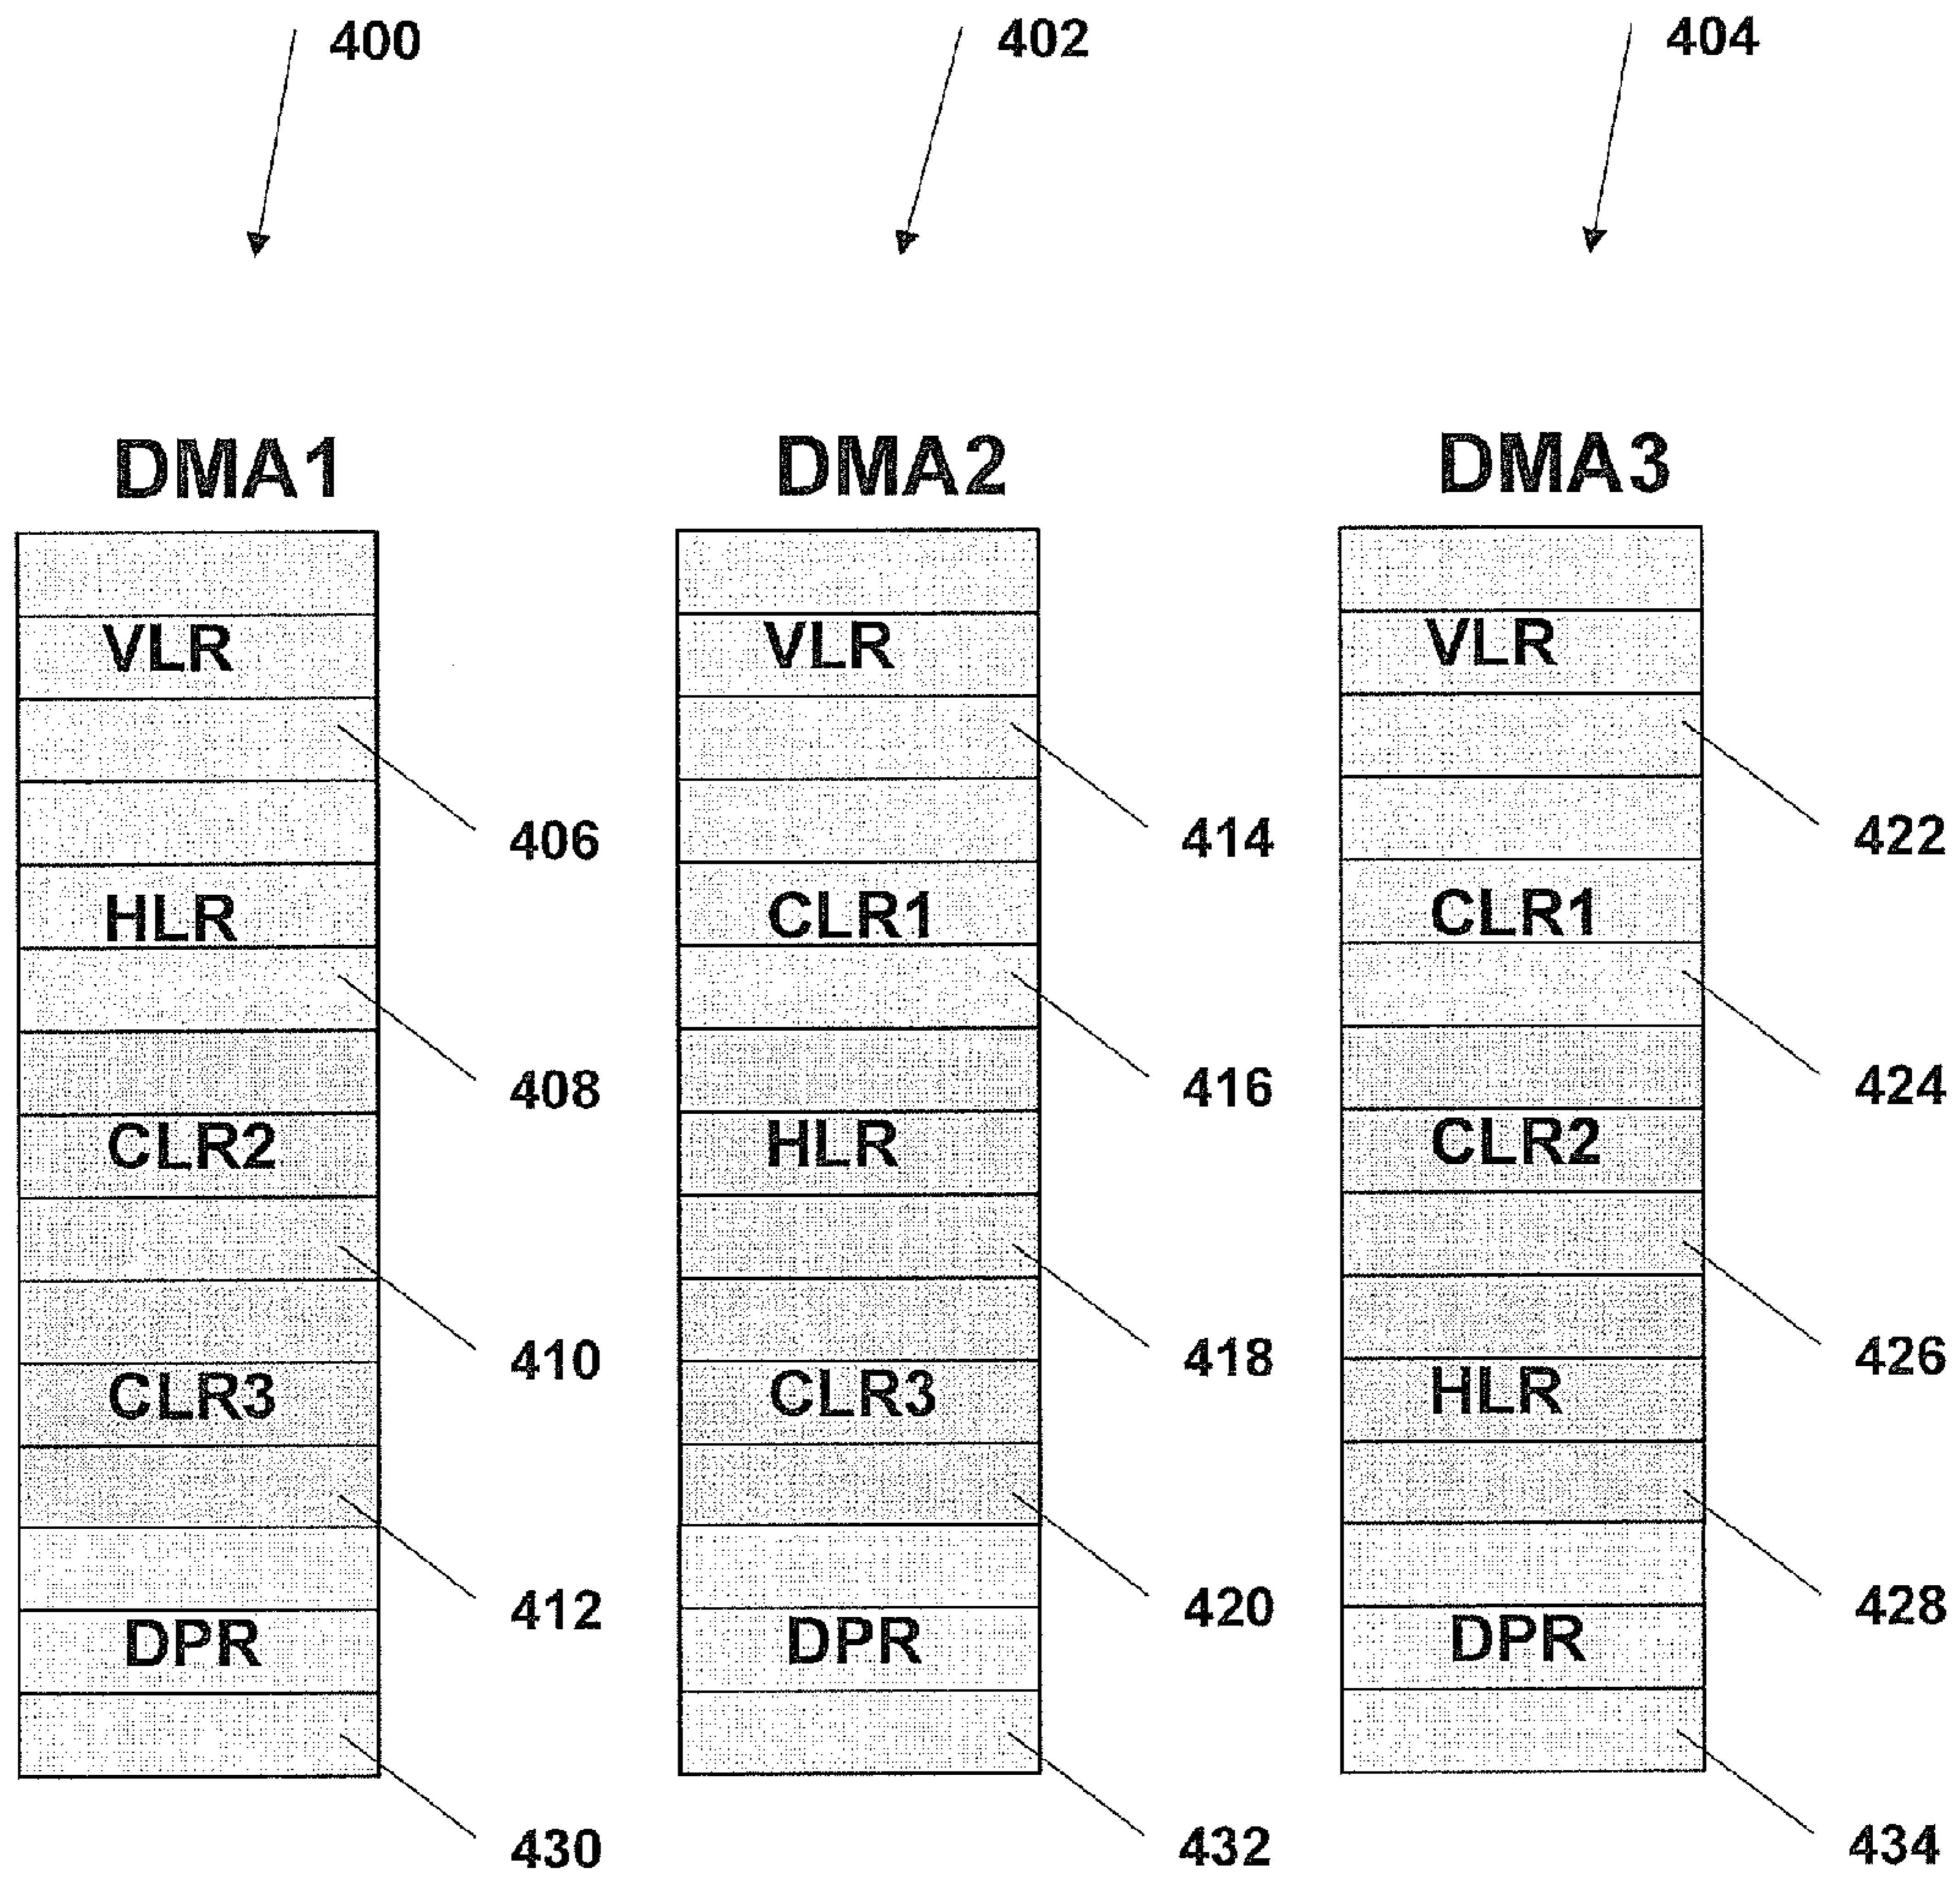 400 402 404
DMA1 DMA2 DMA3
VLR VLR VLR
406 414 422
HLR CLR1 CLR1
408 416 424
CLR2 HLR CLR2
410 418 426
CLR3 CLR3 HLR
412 420 428
DPR DPR DPR
430 432 434